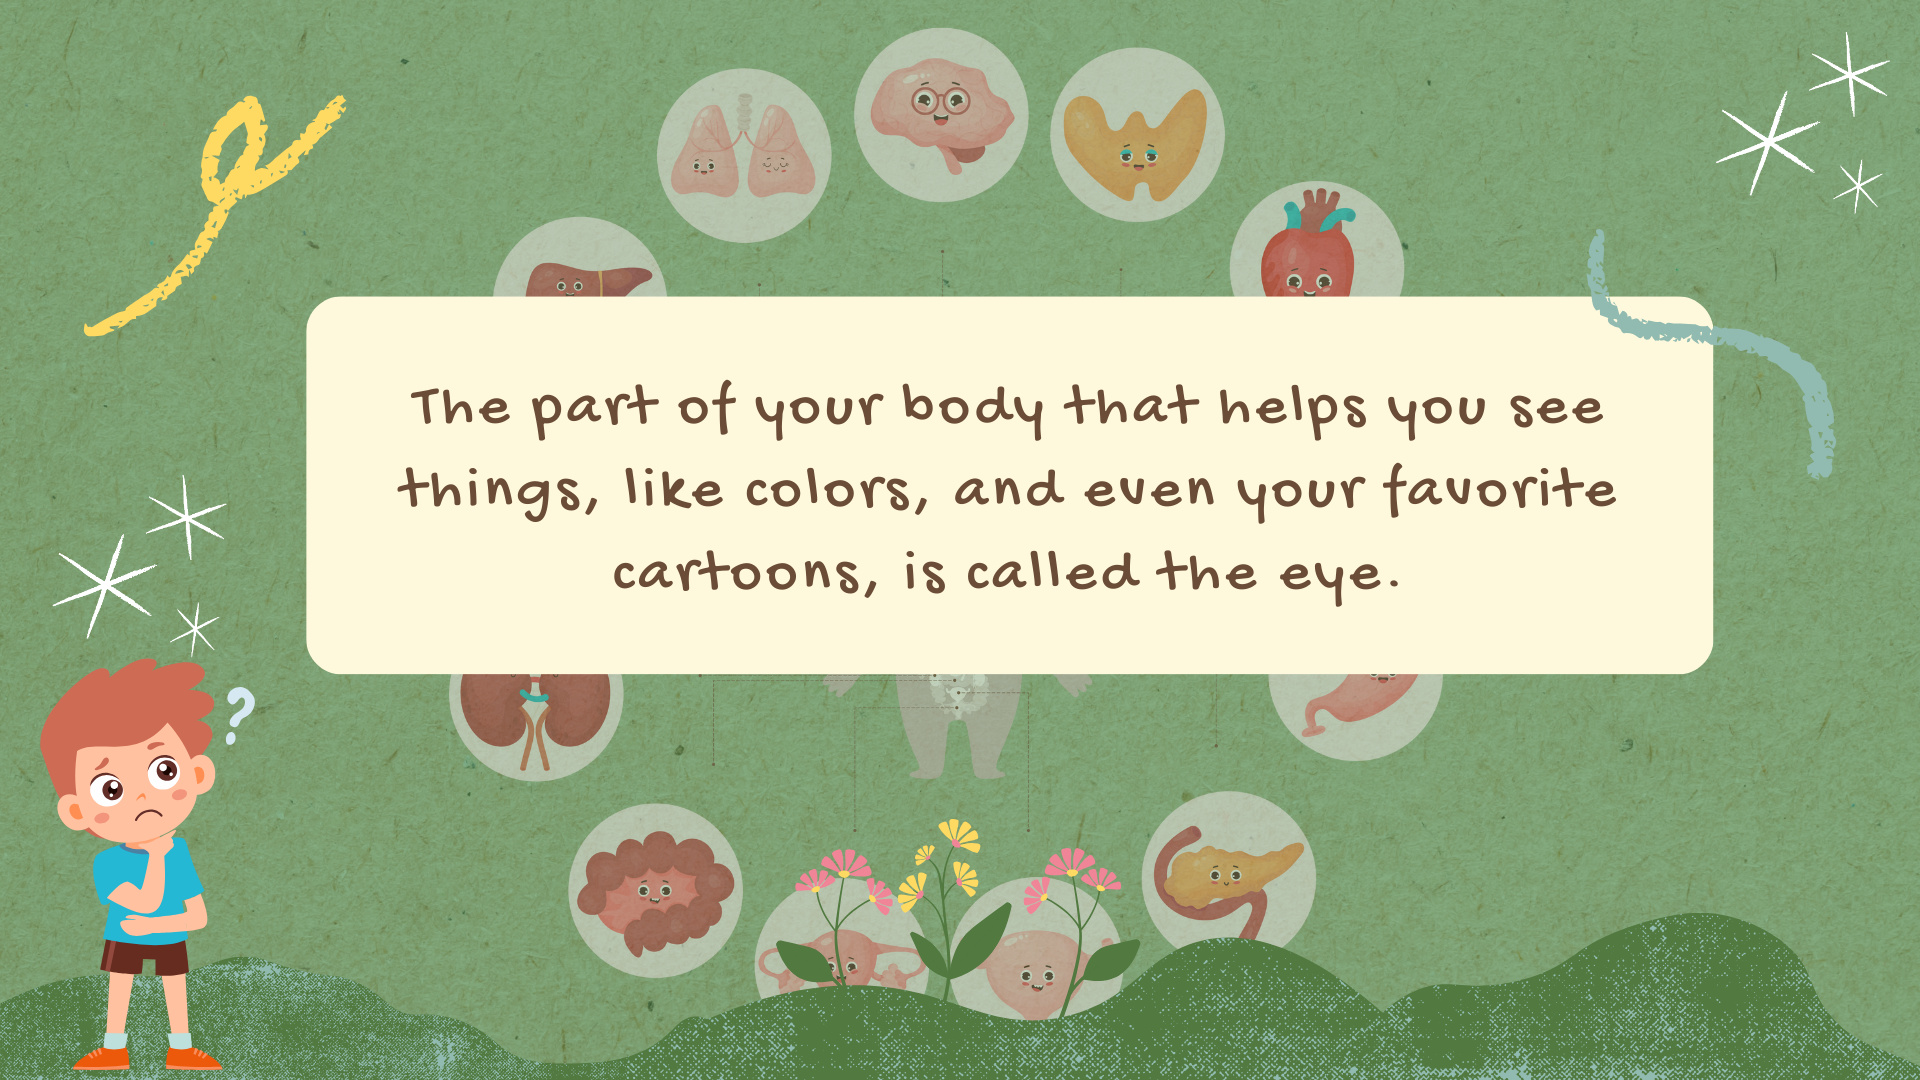 The part of your body that helps you see
things, like colors, and even your favorite
cartoons, is called the eye.
?